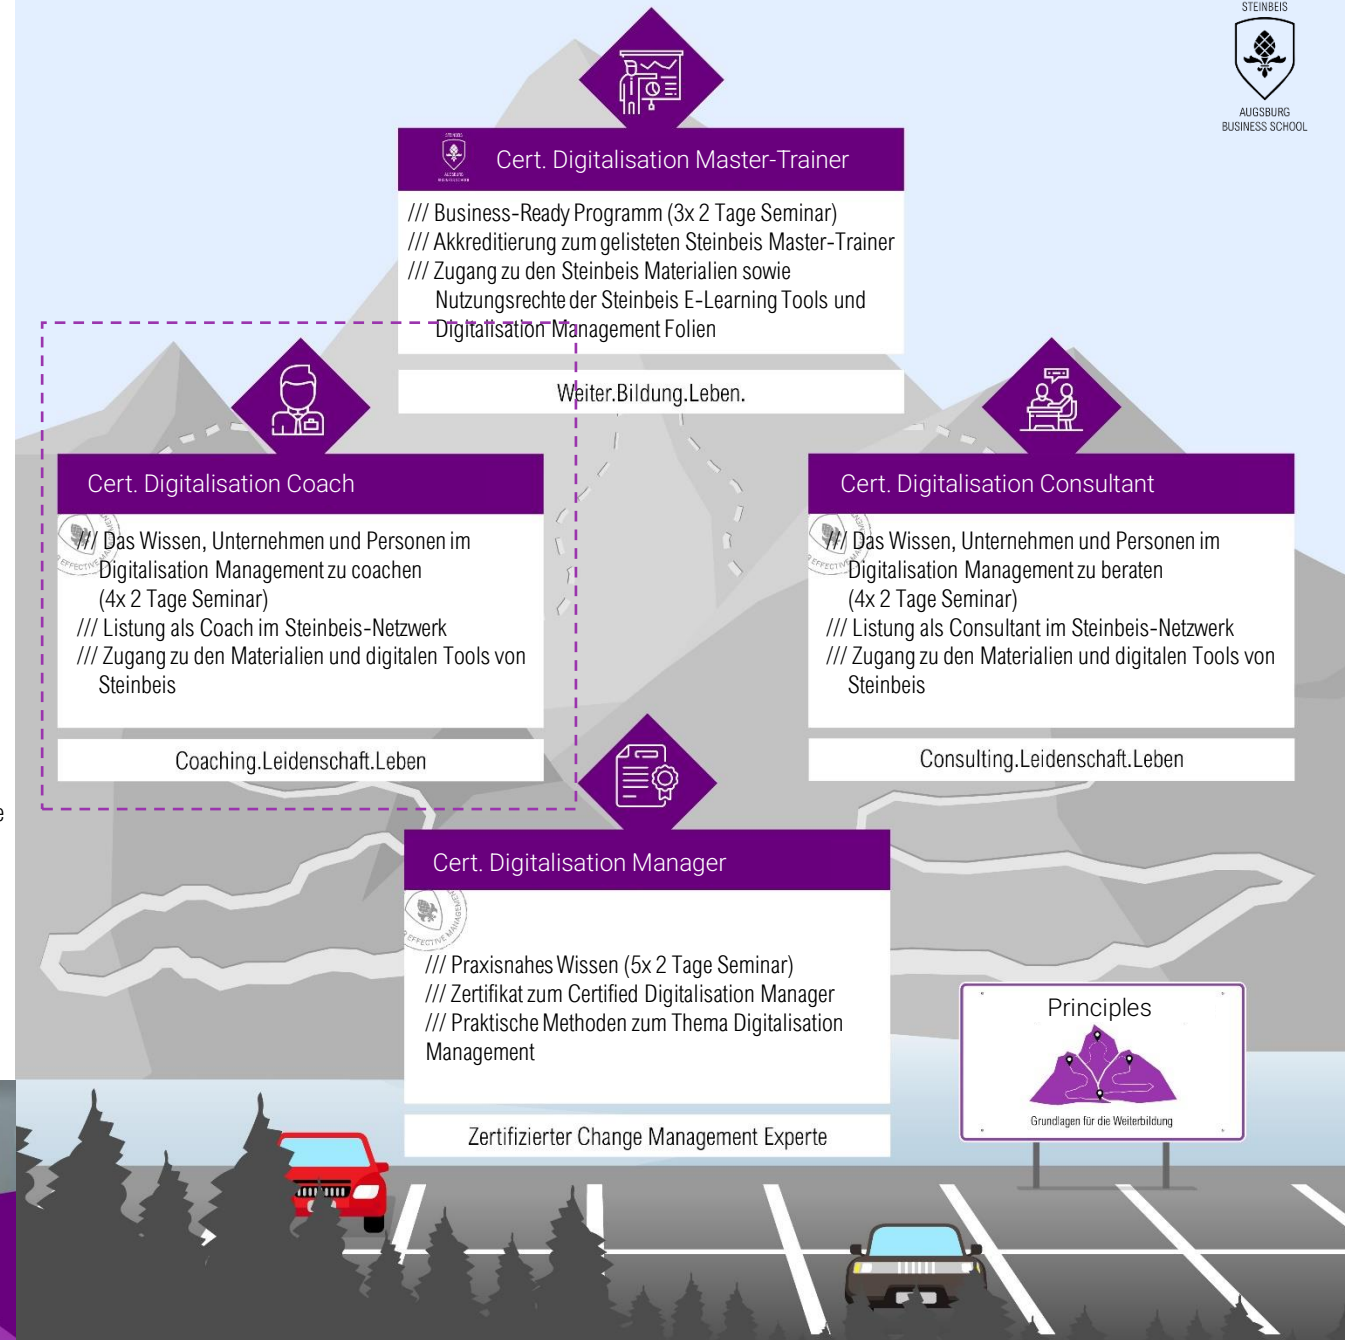 STEINBEIS
AUGSBURG
BUSINESS SCHOOL
Cert. Digitalisation Master-Trainer
/// Business-Ready Programm (3x 2 Tage Seminar)
/// Akkreditierung zum gelisteten Steinbeis Master-Trainer
/// Zugang zu den Steinbeis Materialien sowie
Nutzungsrechte der Steinbeis E-Learning Tools und
Digitalisation Management Folien
Weiter.Bildung.Leben.
Cert. Digitalisation Coach
/// Das Wissen, Unternehmen und Personen im
Digitalisation Management zu coachen
(4x 2 Tage Seminar)
/// Listung als Coach im Steinbeis-Netzwerk
/// Zugang zu den Materialien und digitalen Tools von
Steinbeis
Coaching.Leidenschaft.Leben
Cert. Digitalisation Consultant
/// Das Wissen, Unternehmen und Personen im
Digitalisation Management zu beraten
(4x 2 Tage Seminar)
/// Listung als Consultant im Steinbeis-Netzwerk
/// Zugang zu den Materialien und digitalen Tools von
Steinbeis
Consulting.Leidenschaft.Leben
Cert. Digitalisation Manager
EFFECTIVE
/// Praxisnahes Wissen (5x 2 Tage Seminar)
/// Zertifikat zum Certified Digitalisation Manager
/// Praktische Methoden zum Thema Digitalisation
Management
Zertifizierter Change Management Experte
Principles
Grundlagen für die Weiterbildung